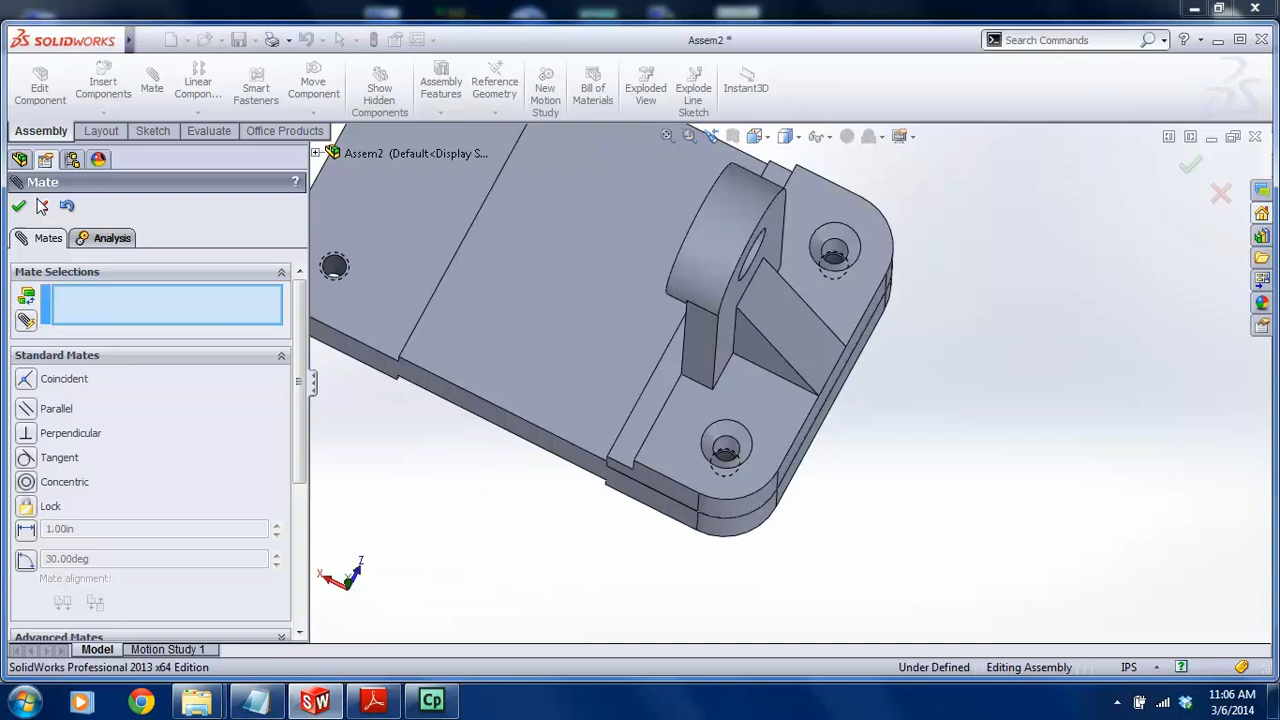 SOLIDWORKS
Assem2 *
Search Commands
Edit Component
Insert Components
Mate
Linear Compon...
Smart Fasteners
Move Component
Show Hidden Components
Assembly Features
Reference Geometry
New Motion Study
Bill of Materials
Exploded View
Explode Line Sketch
Instant3D
Assembly
Layout
Sketch
Evaluate
Office Products
Assem2 (Default<Display S...
Mate
?
Mates
Analysis
Mate Selections
Standard Mates
Coincident
Parallel
Perpendicular
Tangent
Concentric
Lock
1.00in
30.00deg
Mate alignment:
Advanced Mates
X
Y
Z
Model
Motion Study 1
SolidWorks Professional 2013 x64 Edition
Under Defined
Editing Assembly
IPS
SW
Cp
11:06 AM
3/6/2014